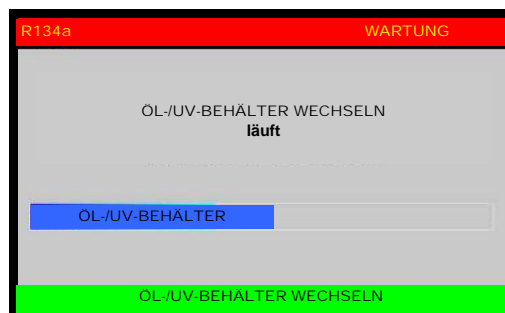 R134a WARTUNG
ÖL-/UV-BEHÄLTER WECHSELN
läuft
ÖL-/UV-BEHÄLTER
ÖL-/UV-BEHÄLTER WECHSELN